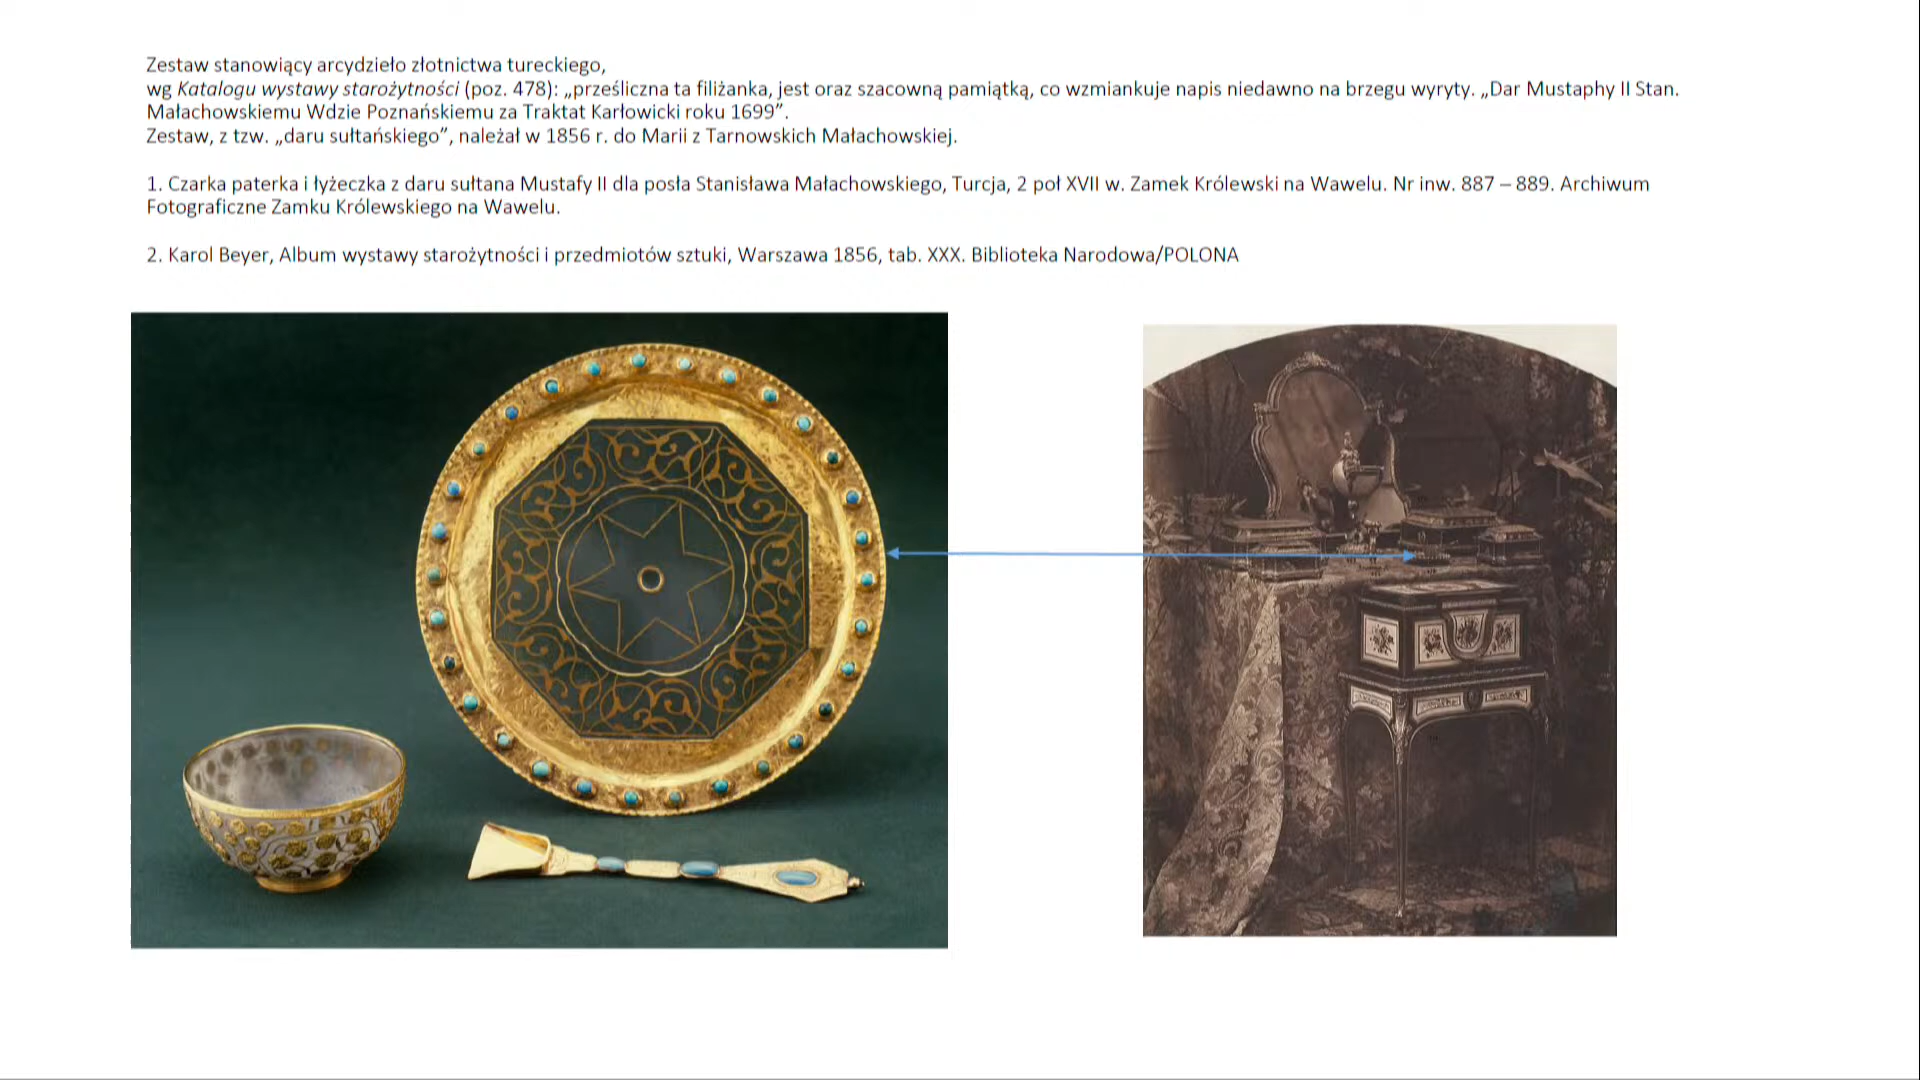 Zestaw stanowiący arcydzieło złotnictwa tureckiego,
wg Katalogu wystawy starożytności (poz. 478): „prześliczna ta filiżanka, jest oraz szacowną pamiątką, co wzmiankuje napis niedawno na brzegu wyryty. „Dar Mustaphy II Stan.
Małachowskiemu Wdzie Poznańskiemu za Traktat Karłowicki roku 1699”.
Zestaw, z tzw. „daru sułtańskiego”, należał w 1856 r. do Marii z Tarnowskich Małachowskiej.
1. Czarka paterka i łyżeczka z daru sułtana Mustafy II dla posła Stanisława Małachowskiego, Turcja, 2 poł XVII w. Zamek Królewski na Wawelu. Nr inw. 887 – 889. Archiwum
Fotograficzne Zamku Królewskiego na Wawelu.
2. Karol Beyer, Album wystawy starożytności i przedmiotów sztuki, Warszawa 1856, tab. XXX. Biblioteka Narodowa/POLONA